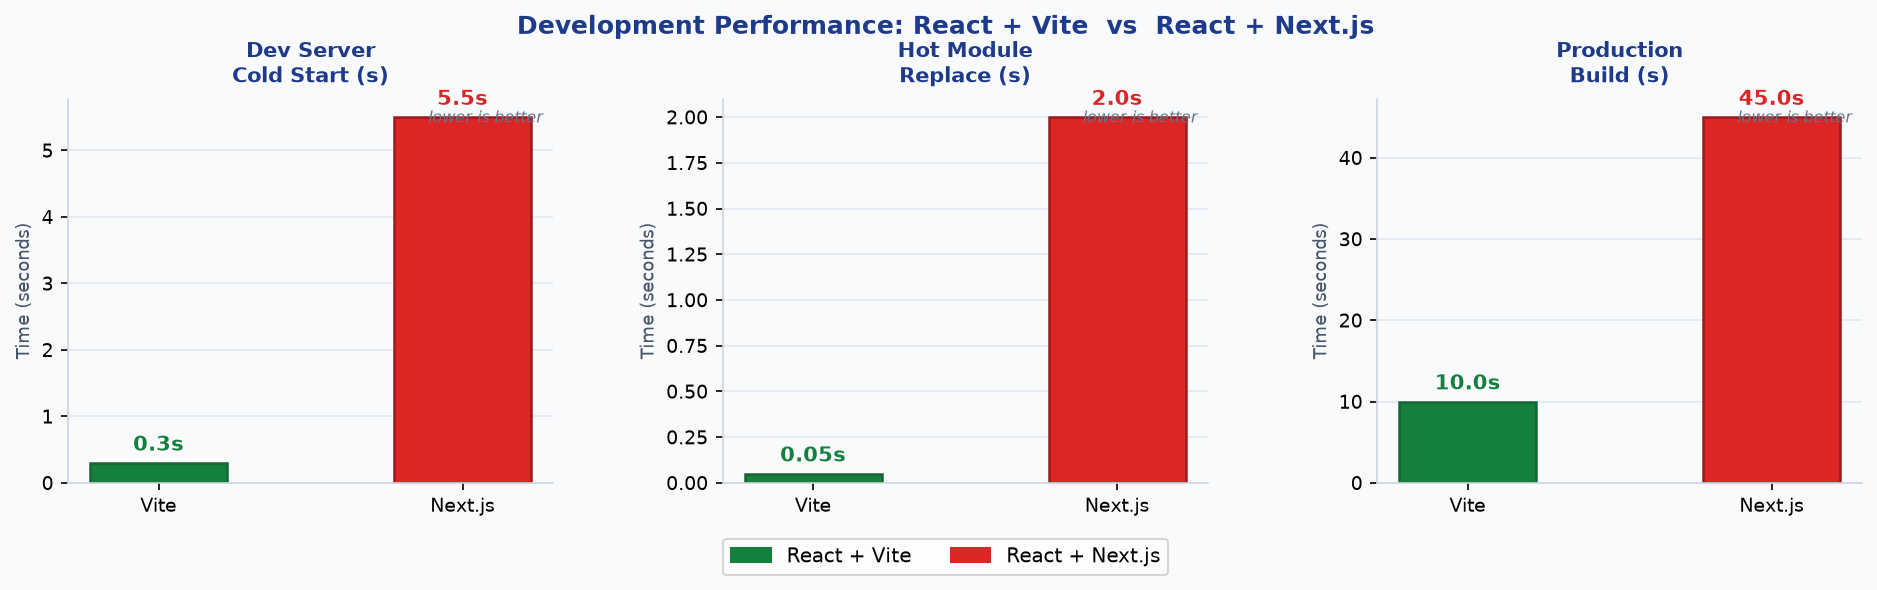 Development Performance: React + Vite  vs  React + Next.js
Dev Server
Cold Start (s)
5.5s
lower is better
5
4
3
2
1
0
Time (seconds)
0.3s
Vite
Next.js
Hot Module
Replace (s)
2.0s
lower is better
2.00
1.75
1.50
1.25
1.00
0.75
0.50
0.25
0.00
Time (seconds)
0.05s
Vite
Next.js
Production
Build (s)
45.0s
lower is better
40
30
20
10
0
Time (seconds)
10.0s
Vite
Next.js
React + Vite
React + Next.js